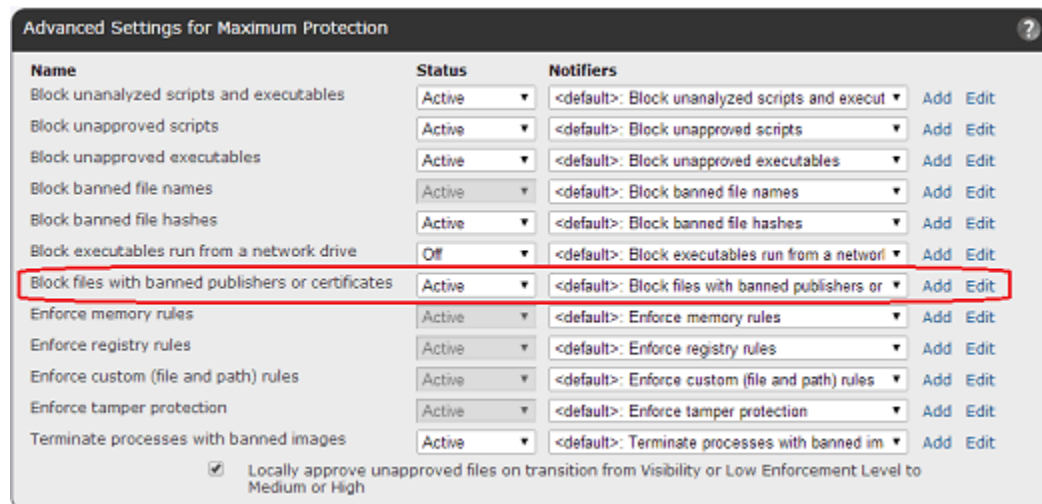 Advanced Settings for Maximum Protection ?
Name Status Notifiers
Block unanalyzed scripts and executables Active <default>: Block unanalyzed scripts and execut Add Edit
Block unapproved scripts Active <default>: Block unapproved scripts Add Edit
Block unapproved executables Active <default>: Block unapproved executables Add Edit
Block banned file names Active <default>: Block banned file names Add Edit
Block banned file hashes Active <default>: Block banned file hashes Add Edit
Block executables run from a network drive Off <default>: Block executables run from a networl Add Edit
Block files with banned publishers or certificates Active <default>: Block files with banned publishers or Add Edit
Enforce memory rules Active <default>: Enforce memory rules Add Edit
Enforce registry rules Active <default>: Enforce registry rules Add Edit
Enforce custom (file and path) rules Active <default>: Enforce custom (file and path) rules Add Edit
Enforce tamper protection Active <default>: Enforce tamper protection Add Edit
Terminate processes with banned images Active <default>: Terminate processes with banned im Add Edit
Locally approve unapproved files on transition from Visibility or Low Enforcement Level to
Medium or High